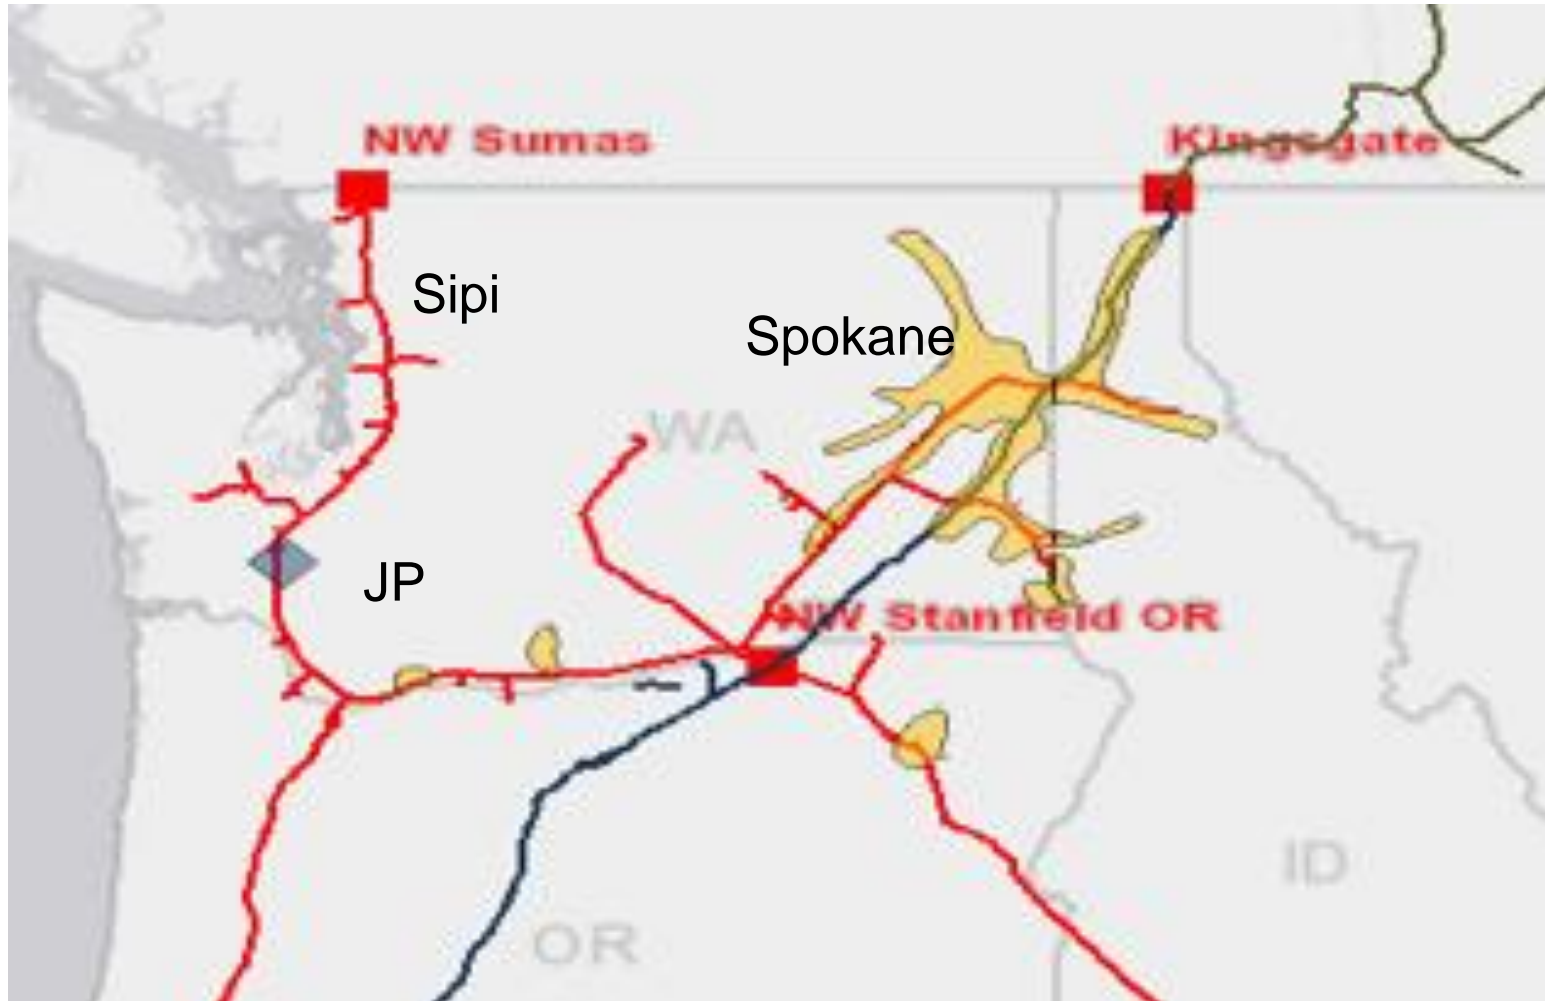 NW Sumas
Kingsgate
Sipi
Spokane
WA
JP
NW Stanfield OR
ID
OR